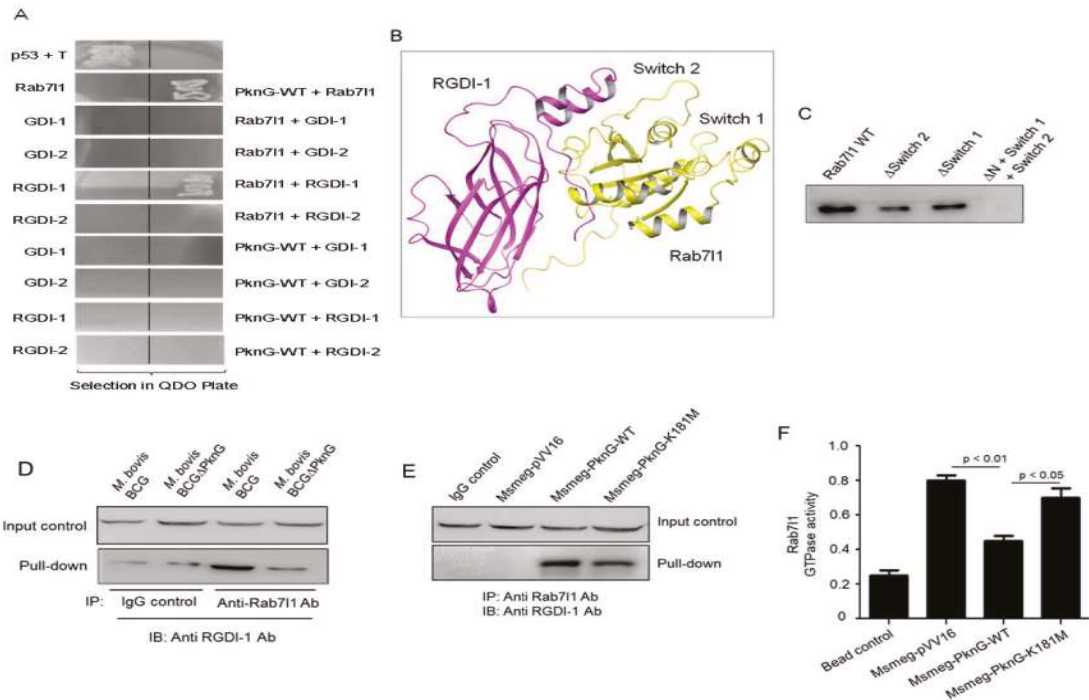 A
p53 + T
Rab7l1
PknG-WT + Rab7l1
GDI-1
Rab7l1 + GDI-1
GDI-2
Rab7l1 + GDI-2
RGDI-1
Rab7l1 + RGDI-1
RGDI-2
Rab7l1 + RGDI-2
GDI-1
PknG-WT + GDI-1
GDI-2
PknG-WT + GDI-2
RGDI-1
PknG-WT + RGDI-1
RGDI-2
PknG-WT + RGDI-2
Selection in QDO Plate
B
RGDI-1
Switch 2
Switch 1
Rab7l1
C
Rab7l1 WT
ΔSwitch 2
ΔSwitch 1
ΔN + Switch 1
+ Switch 2
D
M. bovis
BCG
M. bovis
BCGΔPknG
M. bovis
BCG
M. bovis
BCGΔPknG
Input control
Pull-down
IP:
IgG control
Anti-Rab7l1 Ab
IB: Anti RGDI-1 Ab
E
IgG control
Msmeg-pVV16
Msmeg-PknG-WT
Msmeg-PknG-K181M
Input control
Pull-down
IP: Anti Rab7l1 Ab
IB: Anti RGDI-1 Ab
F
Rab7l1
GTPase activity
1.0
0.8
0.6
0.4
0.2
0
p < 0.01
p < 0.05
Bead control
Msmeg-pVV16
Msmeg-PknG-WT
Msmeg-PknG-K181M